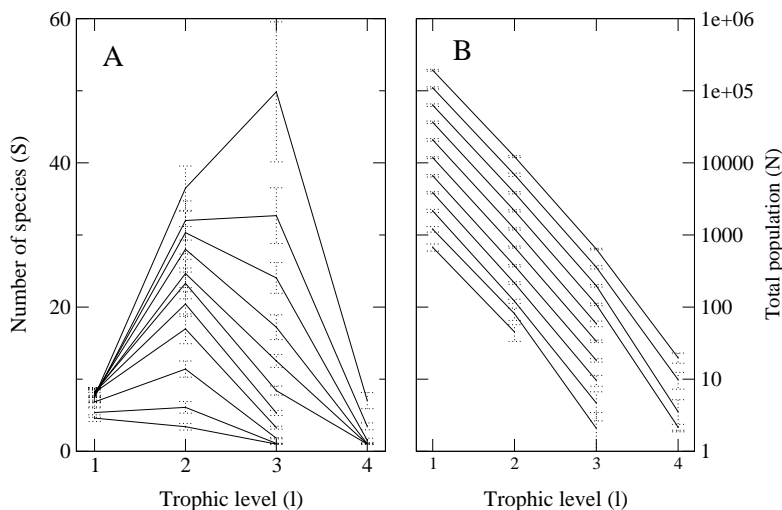 60
40
20
0
Number of species (S)
A
1 2 3 4
Trophic level (l)
B
1 2 3 4
Trophic level (l)
1e+06
1e+05
10000
1000
100
10
1
Total population (N)